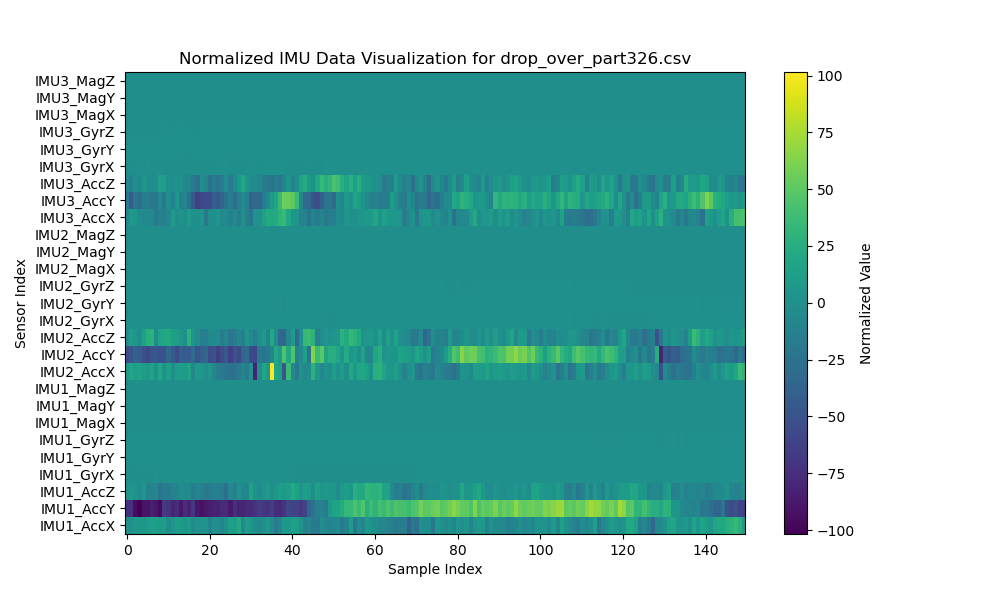 Normalized IMU Data Visualization for drop_over_part326.csv
IMU3_MagZ
IMU3_MagY
IMU3_MagX
IMU3_GyrZ
IMU3_GyrY
IMU3_GyrX
IMU3_AccZ
IMU3_AccY
IMU3_AccX
IMU2_MagZ
IMU2_MagY
IMU2_MagX
IMU2_GyrZ
IMU2_GyrY
IMU2_GyrX
IMU2_AccZ
IMU2_AccY
IMU2_AccX
IMU1_MagZ
IMU1_MagY
IMU1_MagX
IMU1_GyrZ
IMU1_GyrY
IMU1_GyrX
IMU1_AccZ
IMU1_AccY
IMU1_AccX
Sensor Index
0 20 40 60 80 100 120 140
Sample Index
100
75
50
25
0
−25
−50
−75
−100
Normalized Value